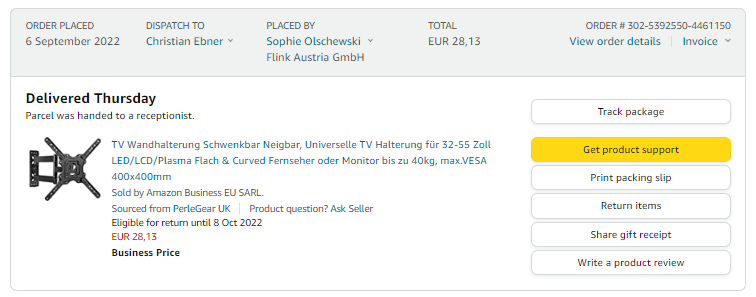 ORDER PLACED
6 September 2022
DISPATCH TO
Christian Ebner
PLACED BY
Sophie Olschewski
Flink Austria GmbH
TOTAL
EUR 28,13
ORDER # 302-5392550-4461150
View order details
Invoice
Delivered Thursday
Parcel was handed to a receptionist.
TV Wandhalterung Schwenkbar Neigbar, Universelle TV Halterung für 32-55 Zoll
LED/LCD/Plasma Flach & Curved Fernseher oder Monitor bis zu 40kg, max.VESA
400x400mm
Sold by Amazon Business EU SARL.
Sourced from PerleGear UK
Product question? Ask Seller
Eligible for return until 8 Oct 2022
EUR 28,13
Business Price
Track package
Get product support
Print packing slip
Return items
Share gift receipt
Write a product review